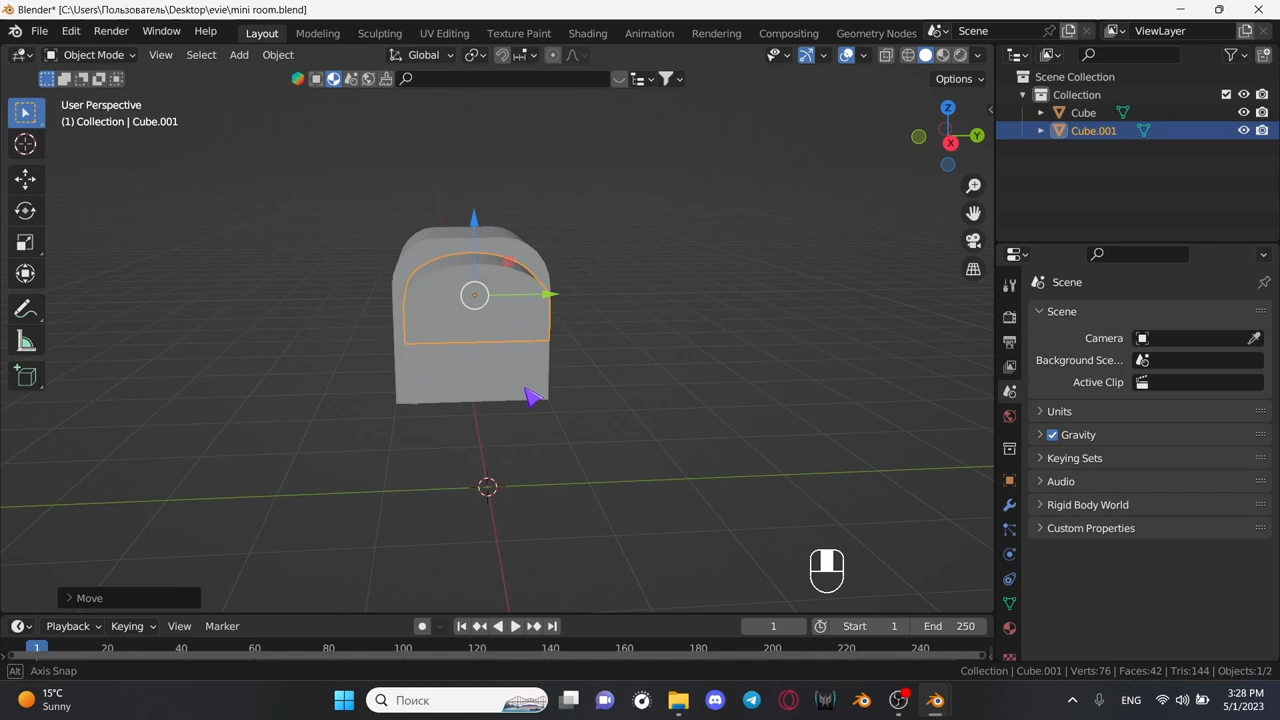 Blender* [C:\Users\Пользователь\Desktop\evie\mini room.blend]
File Edit Render Window Help Layout Modeling Sculpting UV Editing Texture Paint Shading Animation Rendering Compositing Geometry Nodes Scene ViewLayer
Object Mode View Select Add Object Global
Options
User Perspective
(1) Collection | Cube.001
Z
Y
X
Move
Scene Collection
Collection
Cube
Cube.001
Scene
Scene
Camera
Background Sce...
Active Clip
Units
Gravity
Keying Sets
Audio
Rigid Body World
Custom Properties
Playback Keying View Marker 1 Start 1 End 250
1 20 40 60 80 100 120 140 160 180 200 220 240
Alt Axis Snap Collection | Cube.001 | Verts:76 | Faces:42 | Tris:144 | Objects:1/2
15°C
Sunny
Поиск
ENG
3:28 PM
5/1/2023